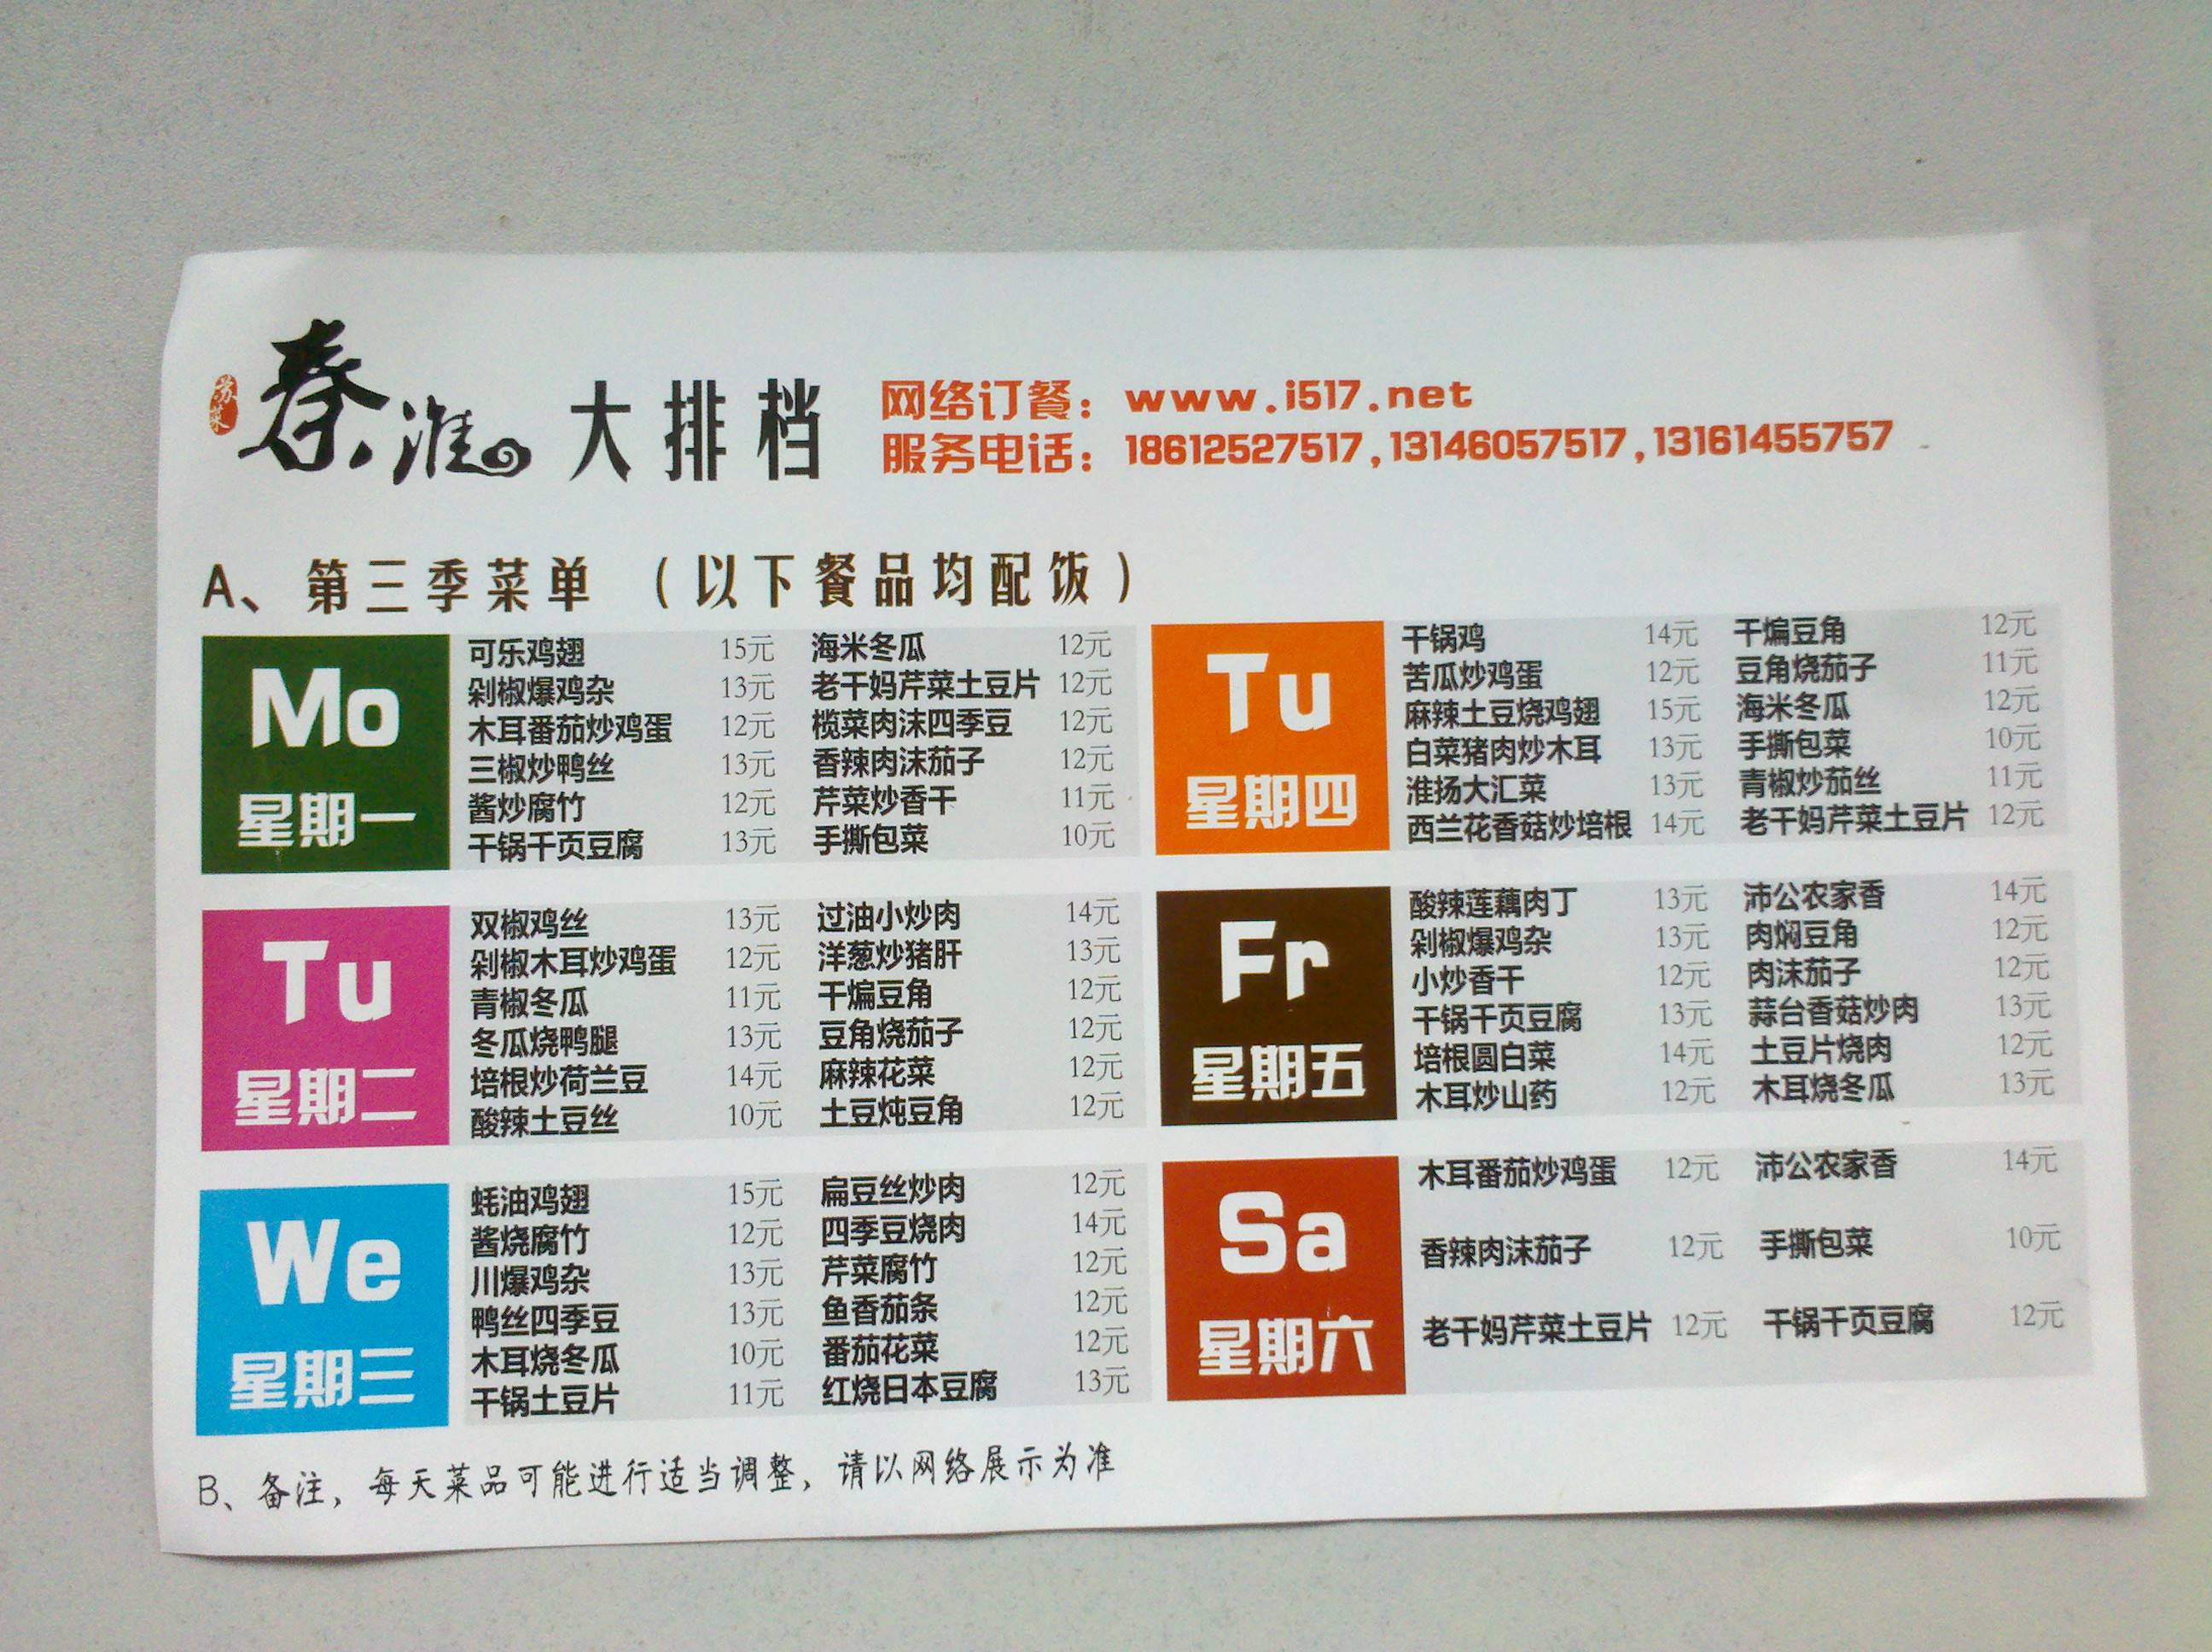 秦淮大排档
网络订餐：www.i517.net
服务电话：18612527517,13146057517,13161455757
A、第三季菜单（以下餐品均配饭）
Mo
星期一
可乐鸡翅 15元 海米冬瓜 12元
剁椒爆鸡杂 13元 老干妈芹菜土豆片 12元
木耳番茄炒鸡蛋 12元 榄菜肉沫四季豆 12元
三椒炒鸭丝 13元 香辣肉沫茄子 12元
酱炒腐竹 12元 芹菜炒香干 11元
干锅干页豆腐 13元 手撕包菜 10元
Tu
星期二
双椒鸡丝 13元 过油小炒肉 14元
剁椒木耳炒鸡蛋 12元 洋葱炒猪肝 13元
青椒冬瓜 11元 干煸豆角 12元
冬瓜烧鸭腿 13元 豆角烧茄子 12元
培根炒荷兰豆 14元 麻辣花菜 12元
酸辣土豆丝 10元 土豆炖豆角 12元
We
星期三
蚝油鸡翅 15元 扁豆丝炒肉 12元
酱烧腐竹 12元 四季豆烧肉 14元
川爆鸡杂 13元 芹菜腐竹 12元
鸭丝四季豆 13元 鱼香茄条 12元
木耳烧冬瓜 10元 番茄花菜 12元
干锅土豆片 11元 红烧日本豆腐 13元
Tu
星期四
干锅鸡 14元 干煸豆角 12元
苦瓜炒鸡蛋 12元 豆角烧茄子 11元
麻辣土豆烧鸡翅 15元 海米冬瓜 12元
白菜猪肉炒木耳 13元 手撕包菜 10元
淮扬大汇菜 13元 青椒炒茄丝 11元
西兰花香菇炒培根 14元 老干妈芹菜土豆片 12元
Fr
星期五
酸辣莲藕肉丁 13元 沛公农家香 14元
剁椒爆鸡杂 13元 肉焖豆角 12元
小炒香干 12元 肉沫茄子 12元
干锅干页豆腐 13元 蒜台香菇炒肉 13元
培根圆白菜 14元 土豆片烧肉 12元
木耳炒山药 12元 木耳烧冬瓜 13元
Sa
星期六
木耳番茄炒鸡蛋 12元 沛公农家香 14元
香辣肉沫茄子 12元 手撕包菜 10元
老干妈芹菜土豆片 12元 干锅干页豆腐 12元
B、备注，每天菜品可能进行适当调整，请以网络展示为准